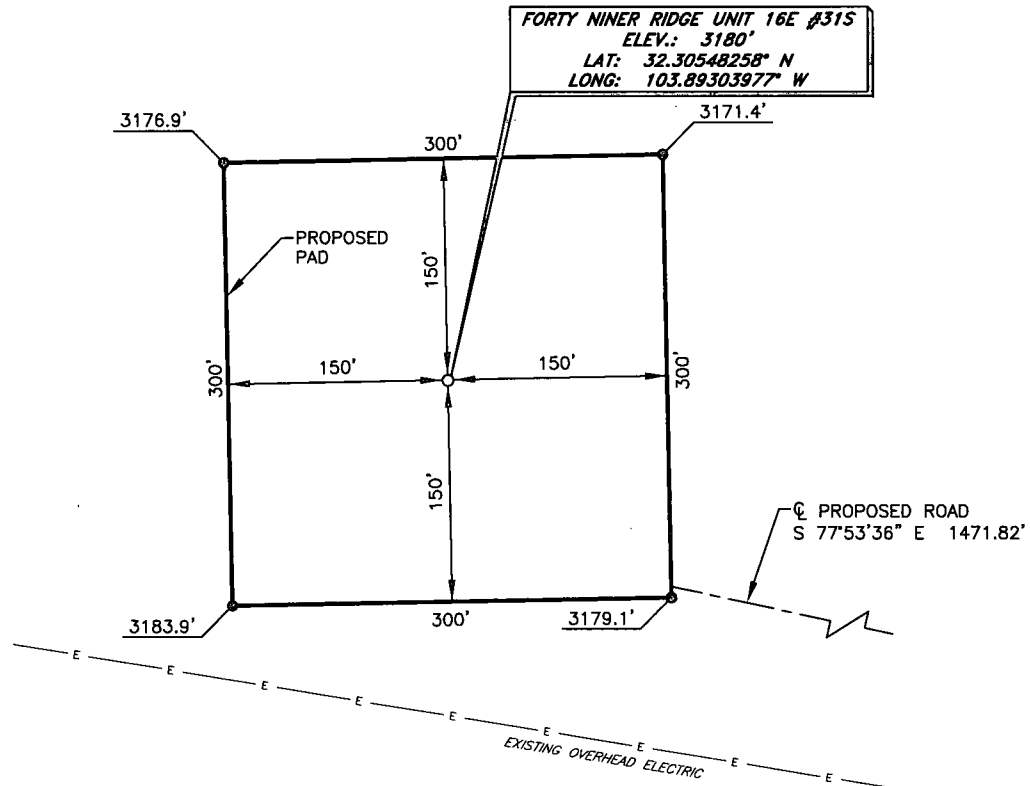 FORTY NINER RIDGE UNIT 16E #31S
ELEV.: 3180'
LAT: 32.30548258° N
LONG: 103.89303977° W
3176.9'
3171.4'
300'
PROPOSED
PAD
150'
150'
150'
300'
300'
150'
℄ PROPOSED ROAD
S 77°53'36" E 1471.82'
3183.9'
300'
3179.1'
E E E E E E E E E
EXISTING OVERHEAD ELECTRIC